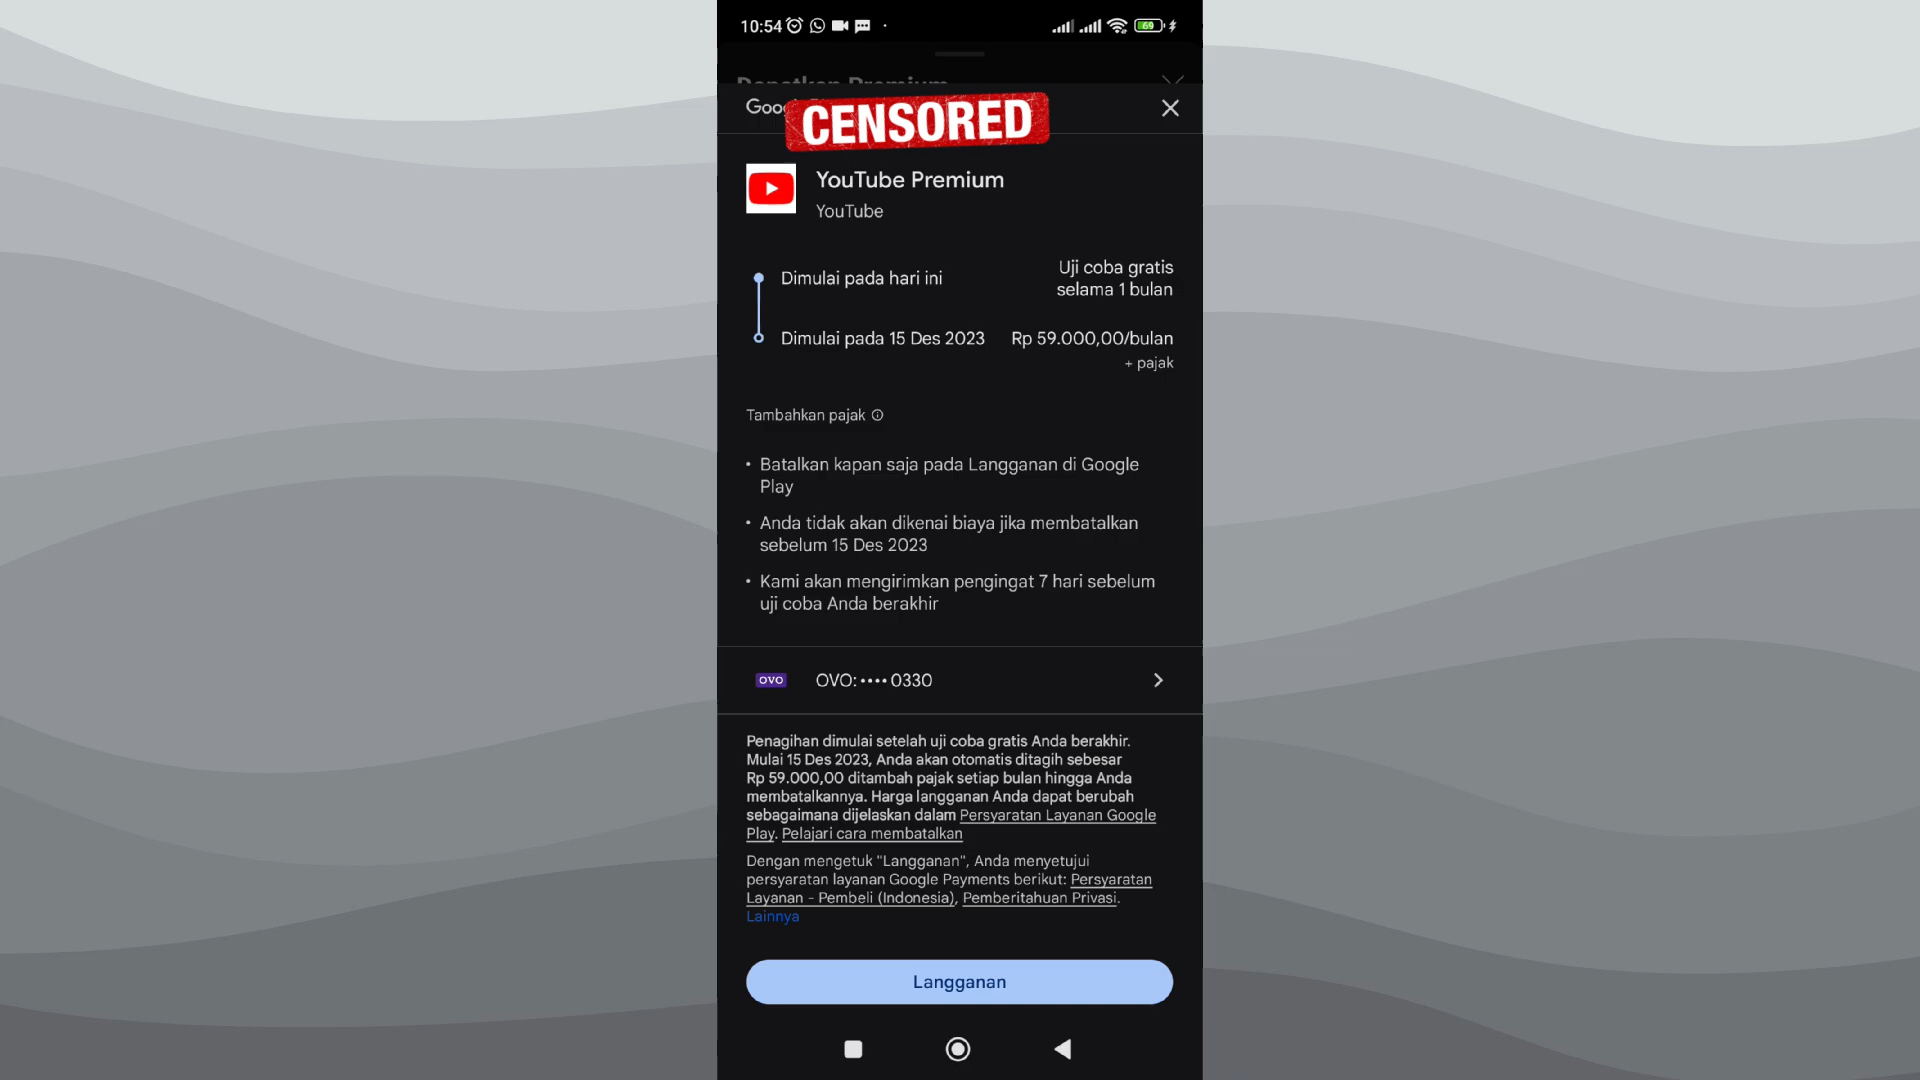 10:54
69
Dapatkan Premium
Goo
CENSORED
YouTube Premium
YouTube
Dimulai pada hari ini
Uji coba gratis
selama 1 bulan
Dimulai pada 15 Des 2023
Rp 59.000,00/bulan
+ pajak
Tambahkan pajak
• Batalkan kapan saja pada Langganan di Google
Play
• Anda tidak akan dikenai biaya jika membatalkan
sebelum 15 Des 2023
• Kami akan mengirimkan pengingat 7 hari sebelum
uji coba Anda berakhir
OVO
OVO: •••• 0330
Penagihan dimulai setelah uji coba gratis Anda berakhir.
Mulai 15 Des 2023, Anda akan otomatis ditagih sebesar
Rp 59.000,00 ditambah pajak setiap bulan hingga Anda
membatalkannya. Harga langganan Anda dapat berubah
sebagaimana dijelaskan dalam Persyaratan Layanan Google
Play. Pelajari cara membatalkan
Dengan mengetuk "Langganan", Anda menyetujui
persyaratan layanan Google Payments berikut: Persyaratan
Layanan - Pembeli (Indonesia), Pemberitahuan Privasi.
Lainnya
Langganan